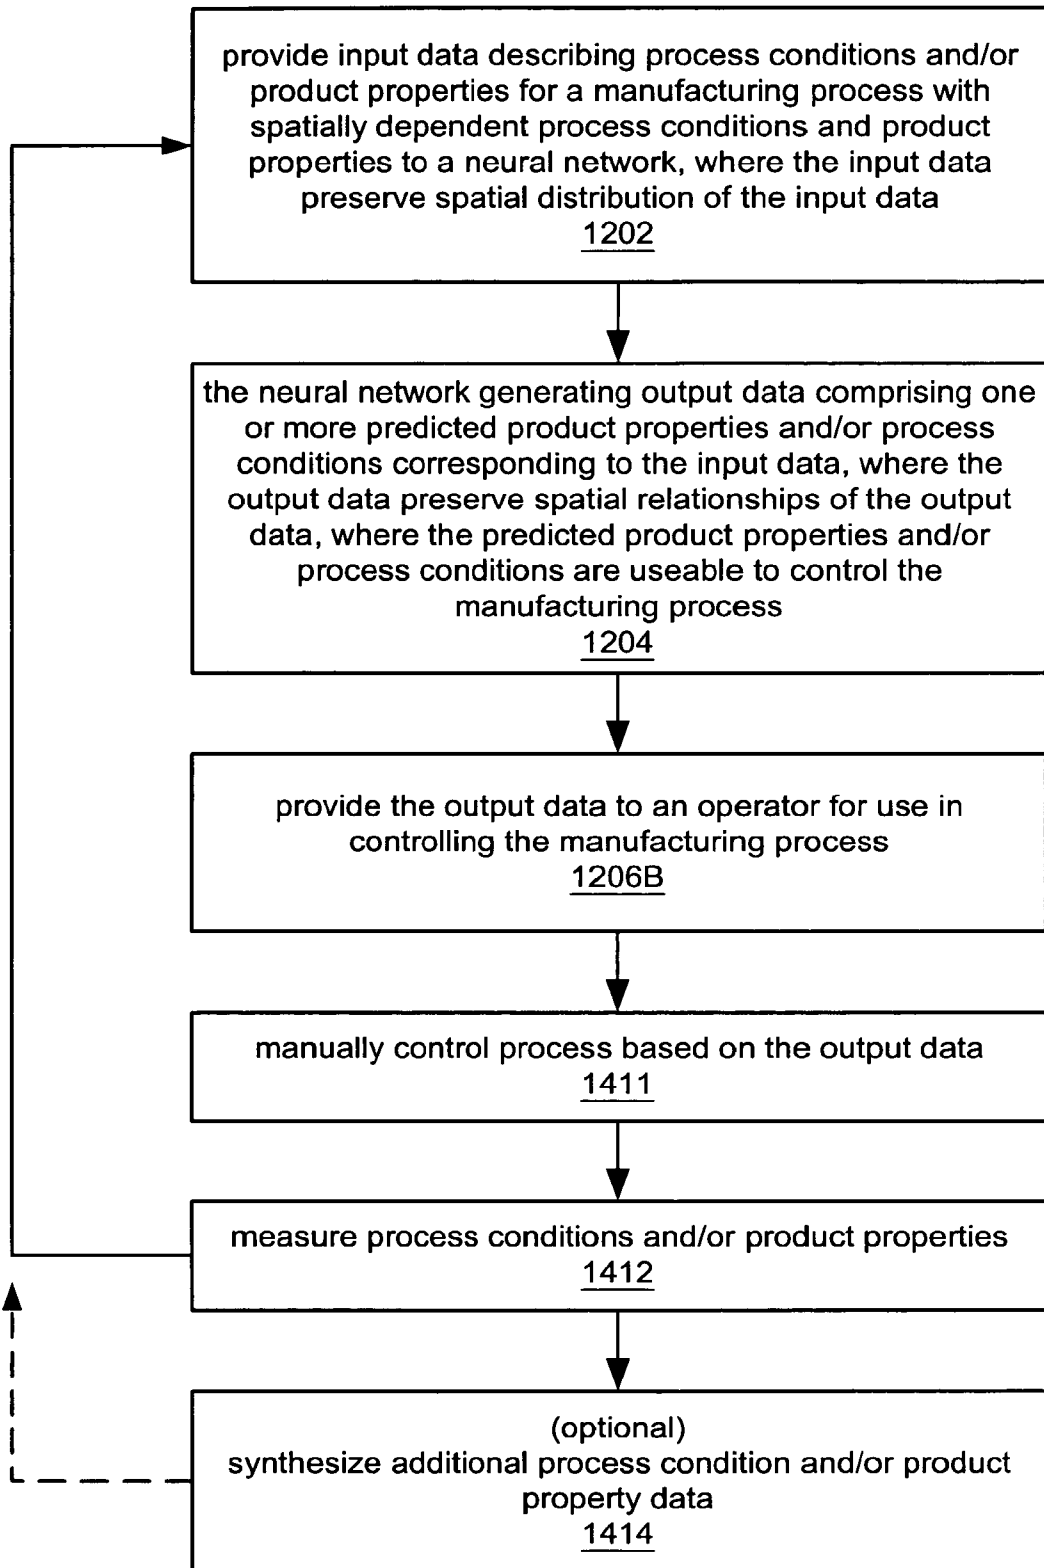 provide input data describing process conditions and/or
product properties for a manufacturing process with
spatially dependent process conditions and product
properties to a neural network, where the input data
preserve spatial distribution of the input data
1202
the neural network generating output data comprising one
or more predicted product properties and/or process
conditions corresponding to the input data, where the
output data preserve spatial relationships of the output
data, where the predicted product properties and/or
process conditions are useable to control the
manufacturing process
1204
provide the output data to an operator for use in
controlling the manufacturing process
1206B
manually control process based on the output data
1411
measure process conditions and/or product properties
1412
(optional)
synthesize additional process condition and/or product
property data
1414